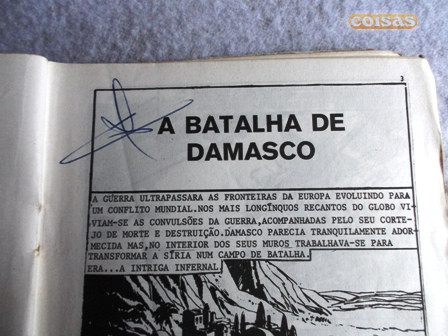 coisas
3
A BATALHA DE
DAMASCO
A GUERRA ULTRAPASSARA AS FRONTEIRAS DA EUROPA EVOLUINDO PARA
UM CONFLITO MUNDIAL.NOS MAIS LONGÍNQUOS RECANTOS DO GLOBO VI-
VIAM-SE AS CONVULSÕES DA GUERRA,ACOMPANHADAS PELO SEU CORTE-
JO DE MORTE E DESTRUIÇÃO.DAMASCO PARECIA TRANQUILAMENTE ADOR-
MECIDA MAS,NO INTERIOR DOS SEUS MUROS TRABALHAVA-SE PARA
TRANSFORMAR A SÍRIA NUM CAMPO DE BATALHA.
ERA...A INTRIGA INFERNAL